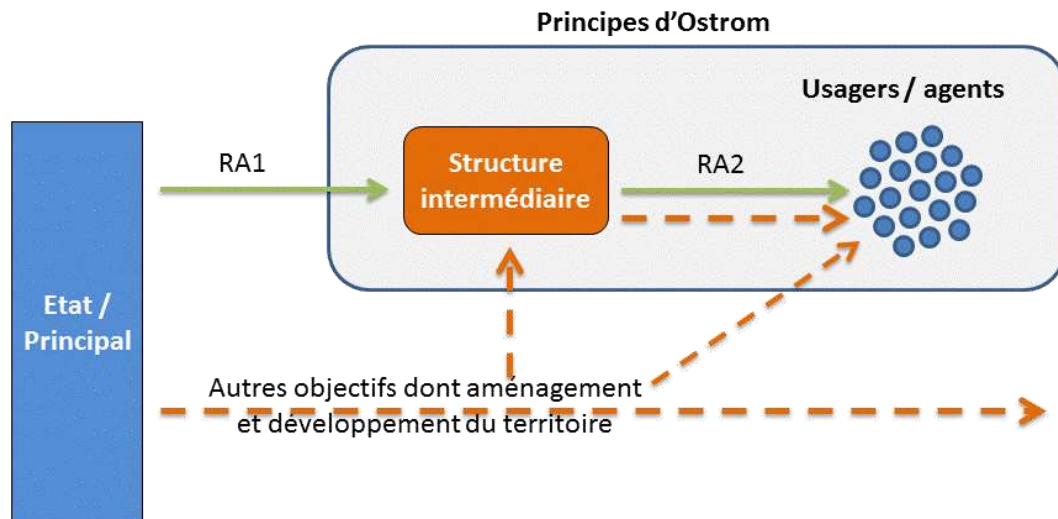 Principes d'Ostrom
Usagers / agents
RA1
Structure
intermédiaire
RA2
Etat /
Principal
Autres objectifs dont aménagement
et développement du territoire